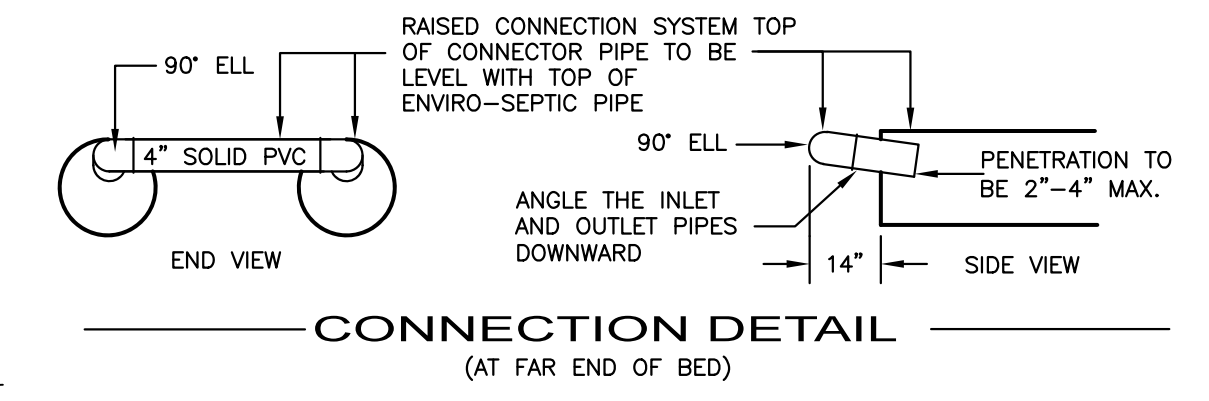 RAISED CONNECTION SYSTEM TOP
OF CONNECTOR PIPE TO BE
LEVEL WITH TOP OF
ENVIRO-SEPTIC PIPE
90° ELL
4" SOLID PVC
END VIEW
90° ELL
ANGLE THE INLET
AND OUTLET PIPES
DOWNWARD
PENETRATION TO
BE 2"-4" MAX.
14"
SIDE VIEW
CONNECTION DETAIL
(AT FAR END OF BED)